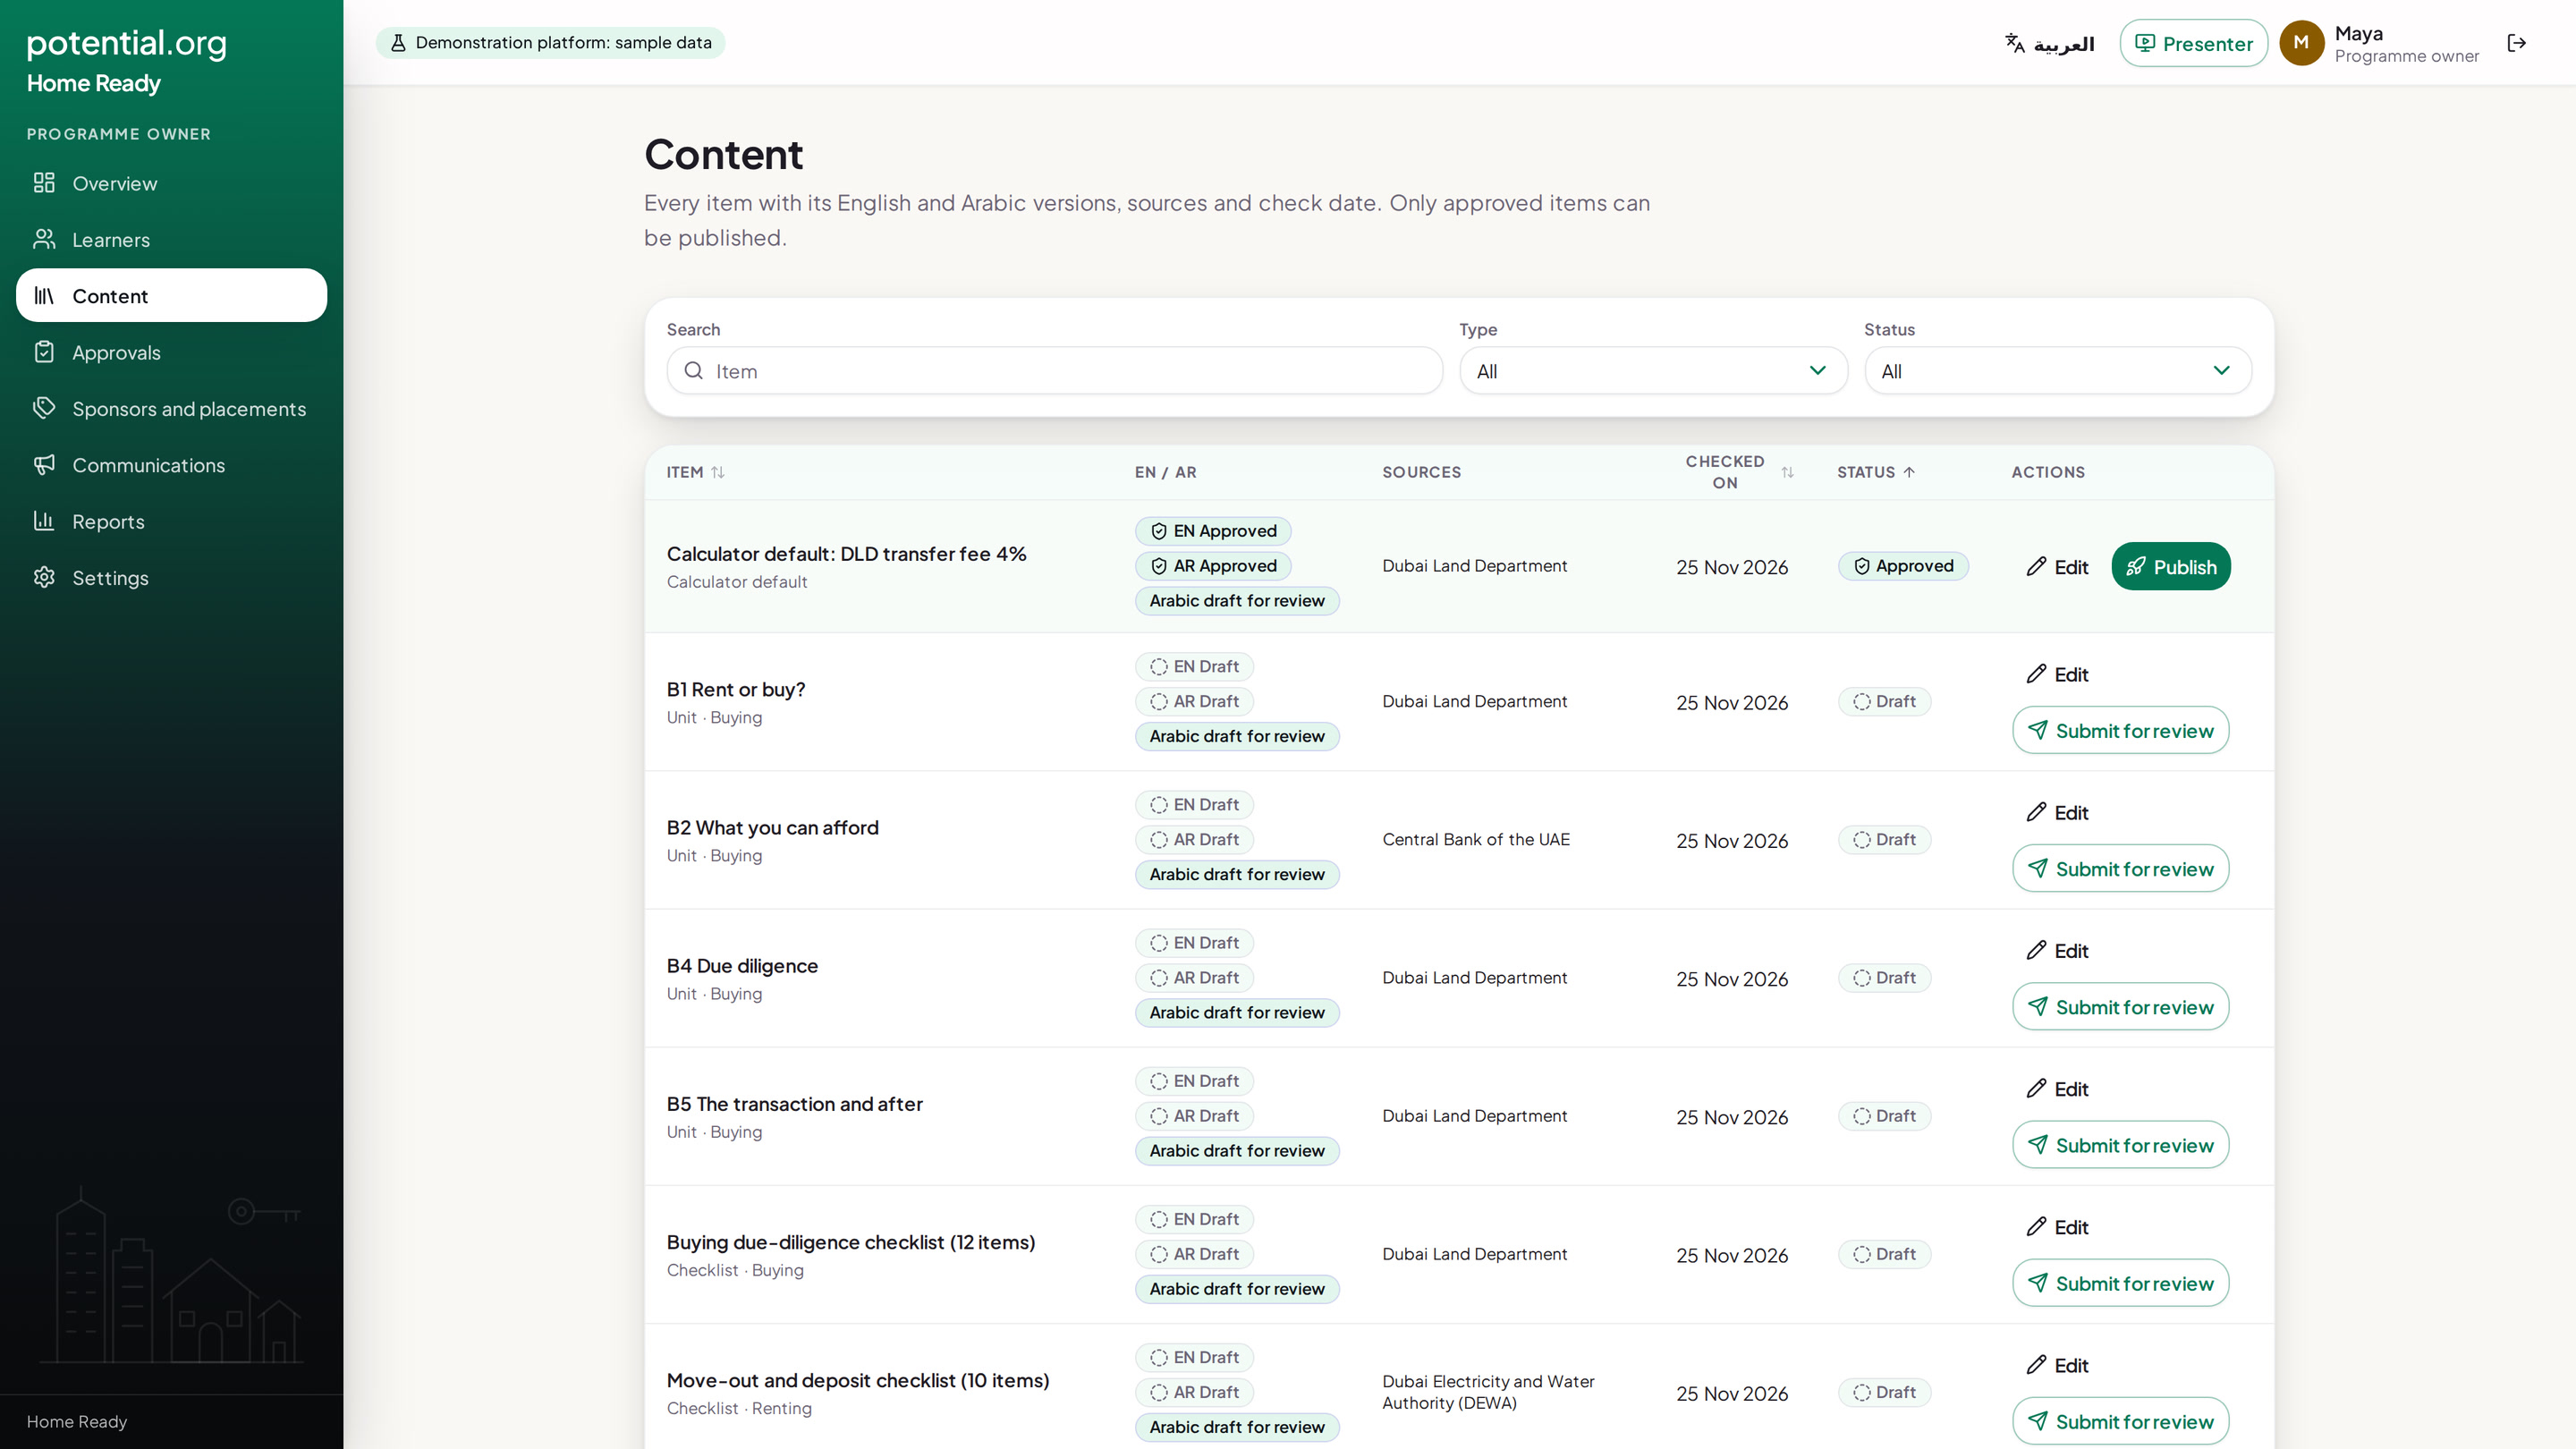 potential.org
Home Ready
PROGRAMME OWNER
Overview
Learners
Content
Approvals
Sponsors and placements
Communications
Reports
Settings
Home Ready
Demonstration platform: sample data
العربية
Presenter
M
Maya
Programme owner
Content
Every item with its English and Arabic versions, sources and check date. Only approved items can
be published.
Search
Type
Status
Item
All
All
ITEM
EN / AR
SOURCES
CHECKED
ON
STATUS
ACTIONS
Calculator default: DLD transfer fee 4%
Calculator default
EN Approved
AR Approved
Arabic draft for review
Dubai Land Department
25 Nov 2026
Approved
Edit
Publish
B1 Rent or buy?
Unit · Buying
EN Draft
AR Draft
Arabic draft for review
Dubai Land Department
25 Nov 2026
Draft
Edit
Submit for review
B2 What you can afford
Unit · Buying
EN Draft
AR Draft
Arabic draft for review
Central Bank of the UAE
25 Nov 2026
Draft
Edit
Submit for review
B4 Due diligence
Unit · Buying
EN Draft
AR Draft
Arabic draft for review
Dubai Land Department
25 Nov 2026
Draft
Edit
Submit for review
B5 The transaction and after
Unit · Buying
EN Draft
AR Draft
Arabic draft for review
Dubai Land Department
25 Nov 2026
Draft
Edit
Submit for review
Buying due-diligence checklist (12 items)
Checklist · Buying
EN Draft
AR Draft
Arabic draft for review
Dubai Land Department
25 Nov 2026
Draft
Edit
Submit for review
Move-out and deposit checklist (10 items)
Checklist · Renting
EN Draft
AR Draft
Arabic draft for review
Dubai Electricity and Water
Authority (DEWA)
25 Nov 2026
Draft
Edit
Submit for review